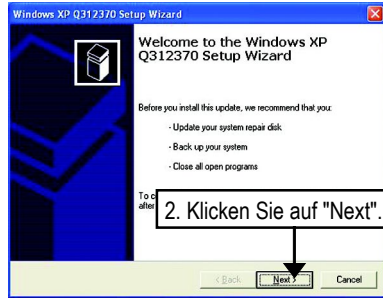 Windows XP Q312370 Setup Wizard
Welcome to the Windows XP
Q312370 Setup Wizard
Before you install this update, we recommend that you:
- Update your system repair disk
- Back up your system
- Close all open programs
To
after
2. Klicken Sie auf "Next".
< Back
Next >
Cancel